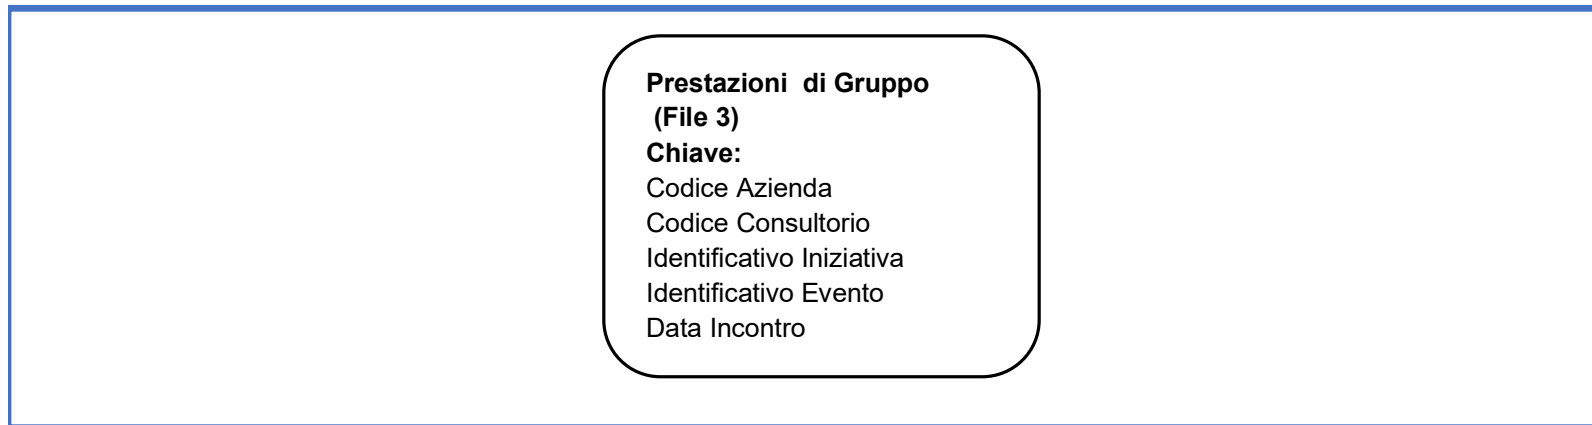 Prestazioni  di Gruppo
(File 3)
Chiave:
Codice Azienda
Codice Consultorio
Identificativo Iniziativa
Identificativo Evento
Data Incontro